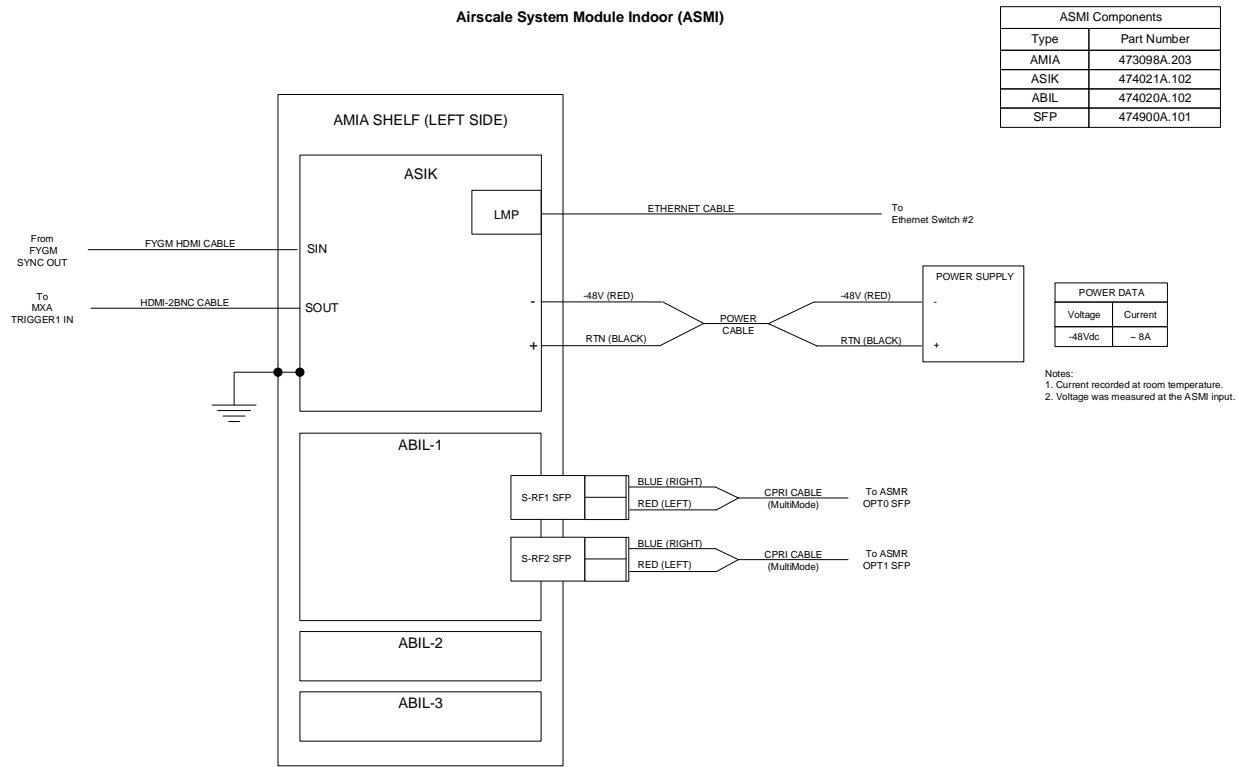 Airscale System Module Indoor (ASMI)
ASMI Components
Type Part Number
AMIA 473098A.203
ASIK 474021A.102
ABIL 474020A.102
SFP 474900A.101
AMIA SHELF (LEFT SIDE)
ASIK
LMP
ETHERNET CABLE
To
Ethernet Switch #2
From
FYGM
SYNC OUT
FYGM HDMI CABLE
SIN
To
MXA
TRIGGER1 IN
HDMI-2BNC CABLE
SOUT
-
-48V (RED)
+
RTN (BLACK)
POWER
CABLE
-48V (RED)
RTN (BLACK)
POWER SUPPLY
-
+
POWER DATA
Voltage Current
-48Vdc ~ 8A
Notes:
1. Current recorded at room temperature.
2. Voltage was measured at the ASMI input.
ABIL-1
S-RF1 SFP
BLUE (RIGHT)
RED (LEFT)
CPRI CABLE
(MultiMode)
To ASMR
OPT0 SFP
S-RF2 SFP
BLUE (RIGHT)
RED (LEFT)
CPRI CABLE
(MultiMode)
To ASMR
OPT1 SFP
ABIL-2
ABIL-3